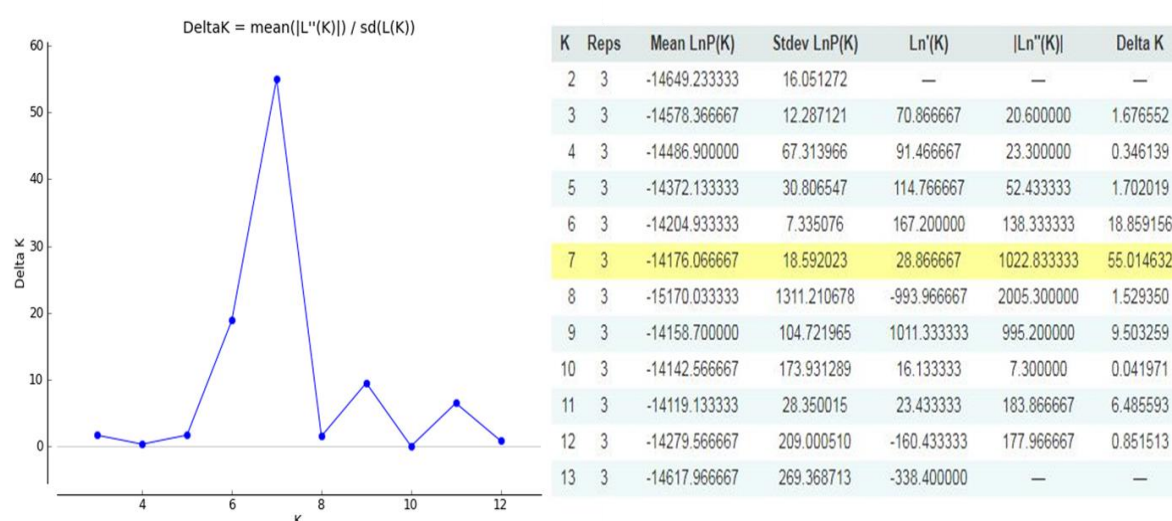 DeltaK = mean(|L''(K)|) / sd(L(K))
60
50
40
30
20
10
0
Delta K
4 6 8 10 12
K
K Reps Mean LnP(K) Stdev LnP(K) Ln'(K) |Ln''(K)| Delta K
2 3 -14649.233333 16.051272 — — —
3 3 -14578.366667 12.287121 70.866667 20.600000 1.676552
4 3 -14486.900000 67.313966 91.466667 23.300000 0.346139
5 3 -14372.133333 30.806547 114.766667 52.433333 1.702019
6 3 -14204.933333 7.335076 167.200000 138.333333 18.859156
7 3 -14176.066667 18.592023 28.866667 1022.833333 55.014632
8 3 -15170.033333 1311.210678 -993.966667 2005.300000 1.529350
9 3 -14158.700000 104.721965 1011.333333 995.200000 9.503259
10 3 -14142.566667 173.931289 16.133333 7.300000 0.041971
11 3 -14119.133333 28.350015 23.433333 183.866667 6.485593
12 3 -14279.566667 209.000510 -160.433333 177.966667 0.851513
13 3 -14617.966667 269.368713 -338.400000 — —